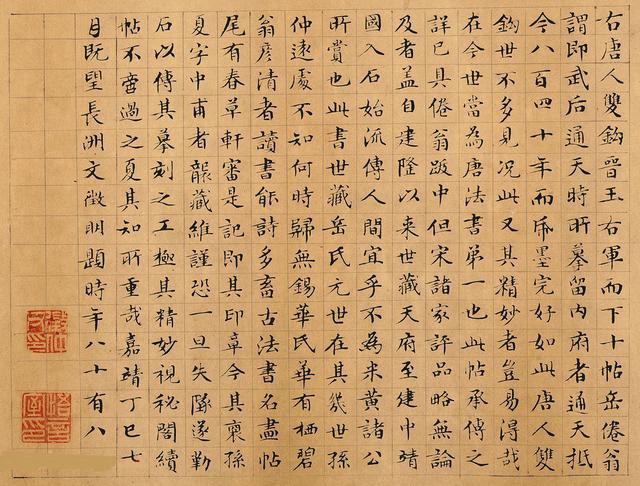 右唐人雙鈎晉王右軍而下十帖岳倦翁
謂即武后通天時所摹留內府者通天抵
今八百四十年而帋墨完好如此唐人雙
鈎世不多見況此又其精妙者豈易得哉
在今世當為唐法書第一也此帖承傳之
詳已具倦翁跋中但宋諸家評品略無論
及者蓋自建隆以來世藏天府至建中靖
國入石始流傳人間宜乎不為米黃諸公
所賞也此書世藏岳氏元世在其幾世孫
仲遠處不知何時歸無錫華氏華有栖碧
翁彥清者讀書能詩多畜古法書名畫帖
尾有春草軒審是記即其印章今其裔孫
夏字中甫者襲藏維謹恐一旦失隊遂勒
石以傳其摹刻之工極其精妙視秘閣續
帖不啻過之夏其知所重哉嘉靖丁巳七
月既望長洲文徵明題時年八十有八